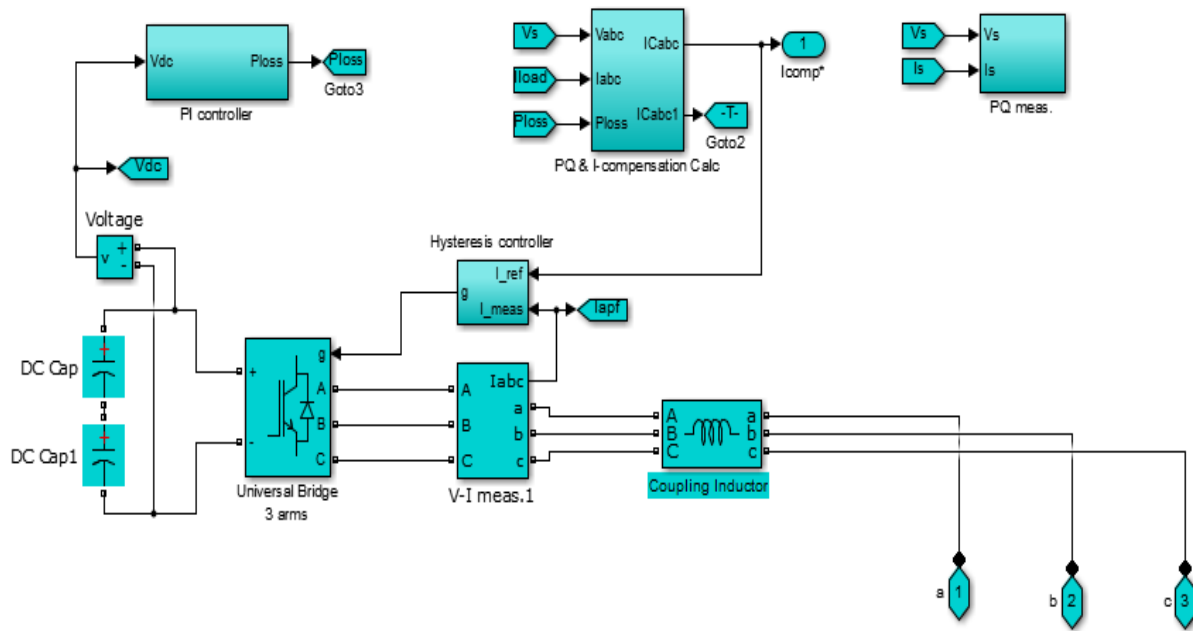 Vdc
Ploss
PI controller
Ploss
Goto3
Vs
Iload
Ploss
Vabc
Iabc
Ploss
ICabc
ICabc1
PQ & I-compensation Calc
1
Icomp*
-T-
Goto2
Vs
Is
Vs
Is
PQ meas.
Vdc
Voltage
v
+
-
Hysteresis controller
I_ref
g
I_meas
Iapf
DC Cap
+
DC Cap1
+
g
+
A
B
-
C
Universal Bridge
3 arms
Iabc
A
a
B
b
C
c
V-I meas.1
A
a
B
b
C
c
Coupling Inductor
a
1
b
2
c
3